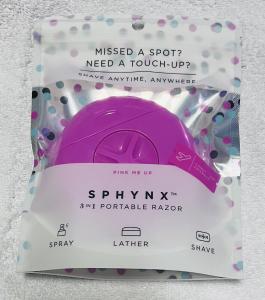 MISSED A SPOT?
NEED A TOUCH-UP?
SHAVE ANYTIME, ANYWHERE
PINK ME UP
SPHYNX™
3 IN 1 PORTABLE RAZOR
SPRAY
LATHER
SHAVE